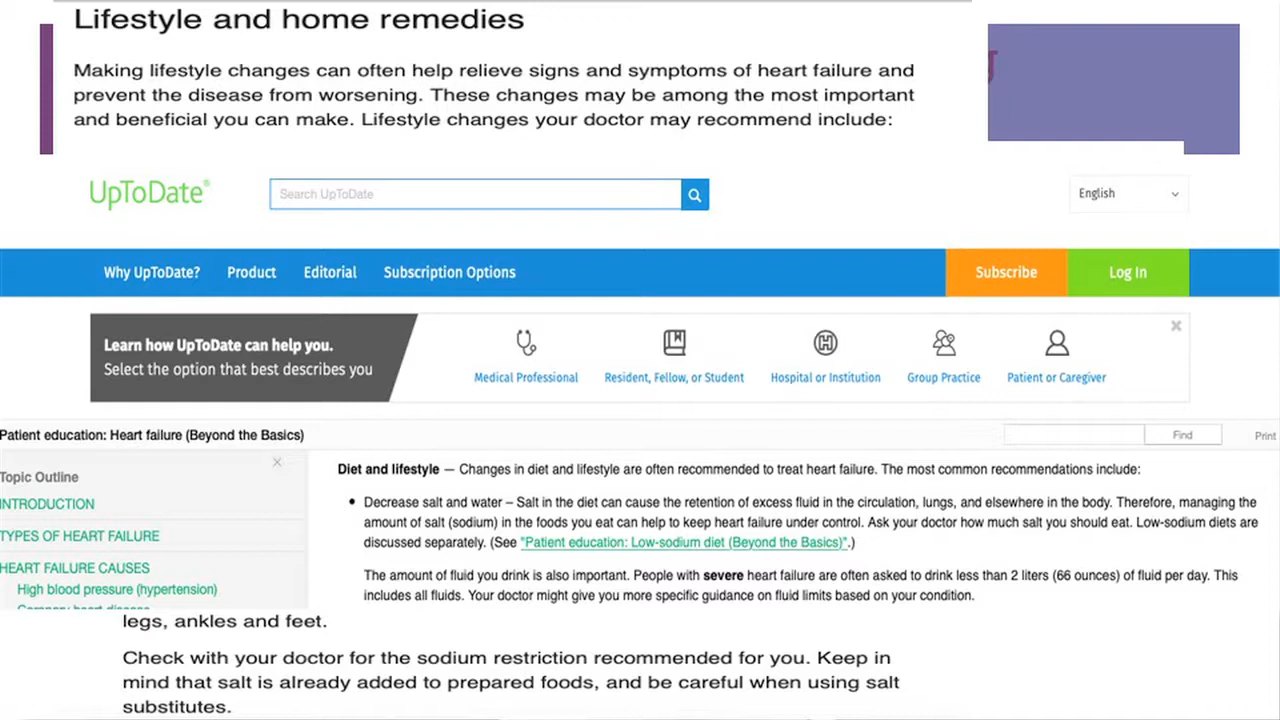 Lifestyle and home remedies
Making lifestyle changes can often help relieve signs and symptoms of heart failure and
prevent the disease from worsening. These changes may be among the most important
and beneficial you can make. Lifestyle changes your doctor may recommend include:
UpToDate®
Search UpToDate
English
Why UpToDate?
Product
Editorial
Subscription Options
Subscribe
Log In
Learn how UpToDate can help you.
Select the option that best describes you
Medical Professional
Resident, Fellow, or Student
Hospital or Institution
Group Practice
Patient or Caregiver
Patient education: Heart failure (Beyond the Basics)
Find
Print
Topic Outline
INTRODUCTION
TYPES OF HEART FAILURE
HEART FAILURE CAUSES
High blood pressure (hypertension)
Diet and lifestyle — Changes in diet and lifestyle are often recommended to treat heart failure. The most common recommendations include:
• Decrease salt and water – Salt in the diet can cause the retention of excess fluid in the circulation, lungs, and elsewhere in the body. Therefore, managing the
amount of salt (sodium) in the foods you eat can help to keep heart failure under control. Ask your doctor how much salt you should eat. Low-sodium diets are
discussed separately. (See "Patient education: Low-sodium diet (Beyond the Basics)".)
The amount of fluid you drink is also important. People with severe heart failure are often asked to drink less than 2 liters (66 ounces) of fluid per day. This
includes all fluids. Your doctor might give you more specific guidance on fluid limits based on your condition.
legs, ankles and feet.
Check with your doctor for the sodium restriction recommended for you. Keep in
mind that salt is already added to prepared foods, and be careful when using salt
substitutes.